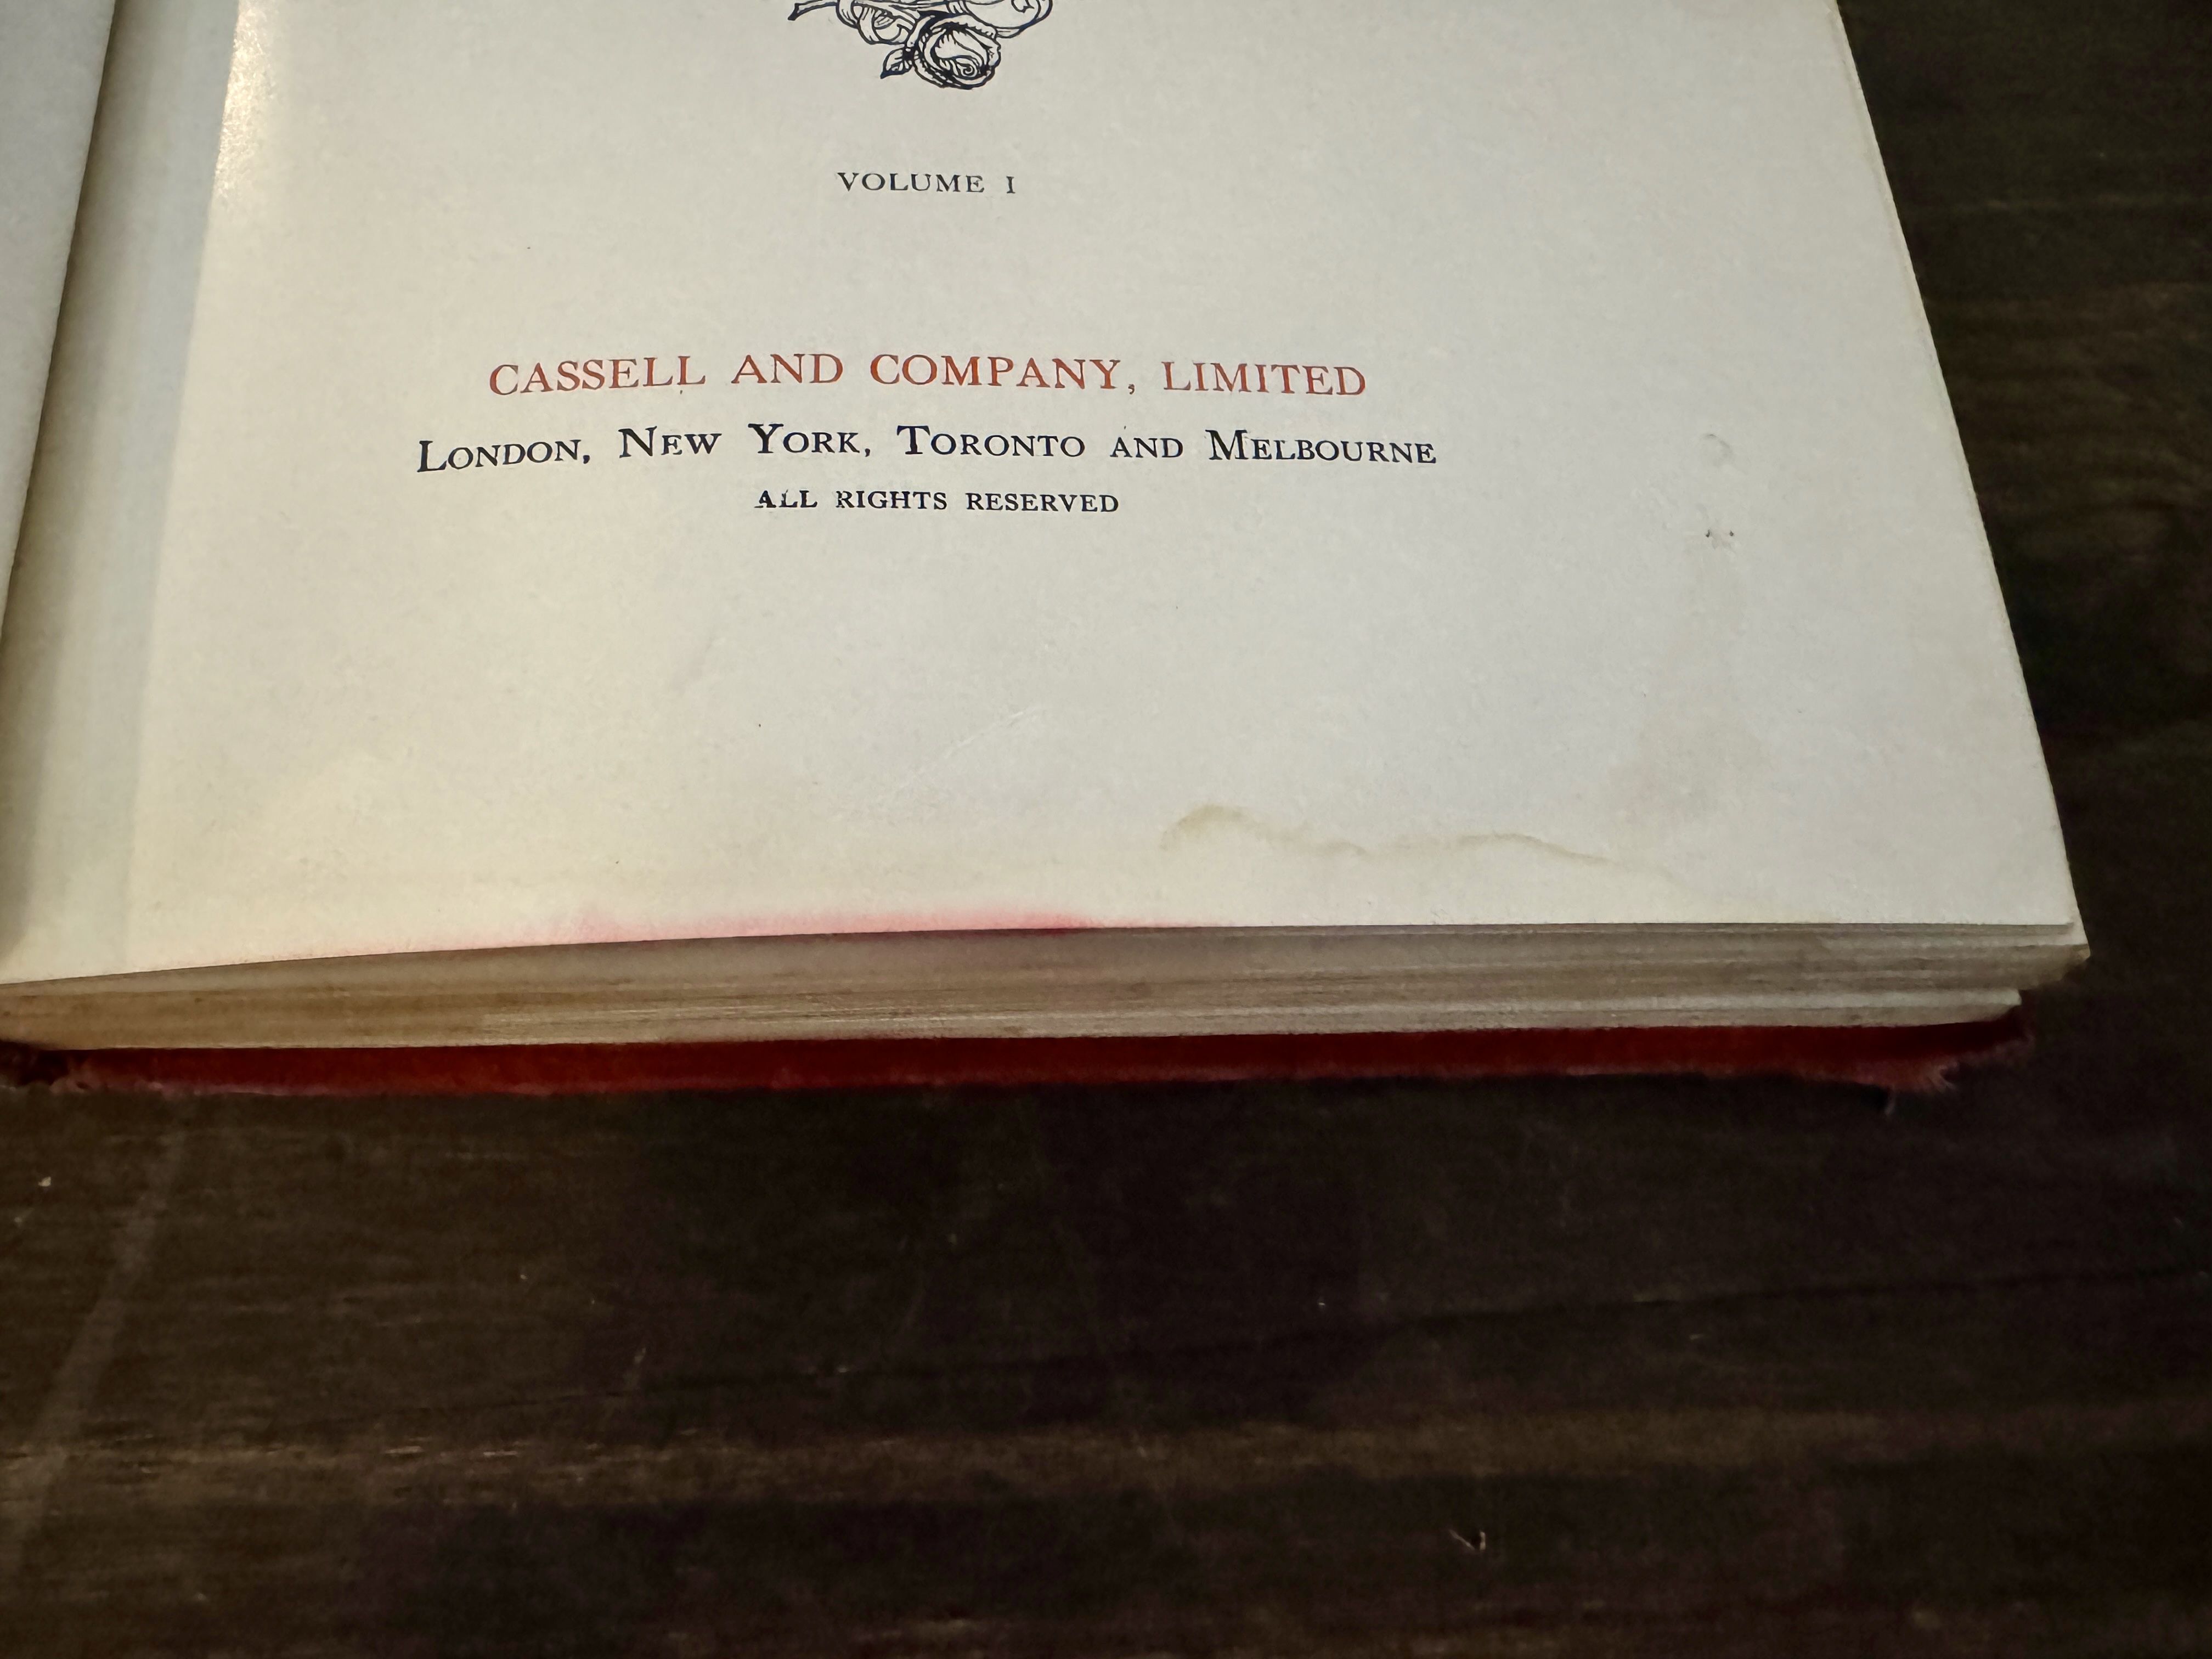 VOLUME I
CASSELL AND COMPANY, LIMITED
LONDON, NEW YORK, TORONTO AND MELBOURNE
ALL RIGHTS RESERVED